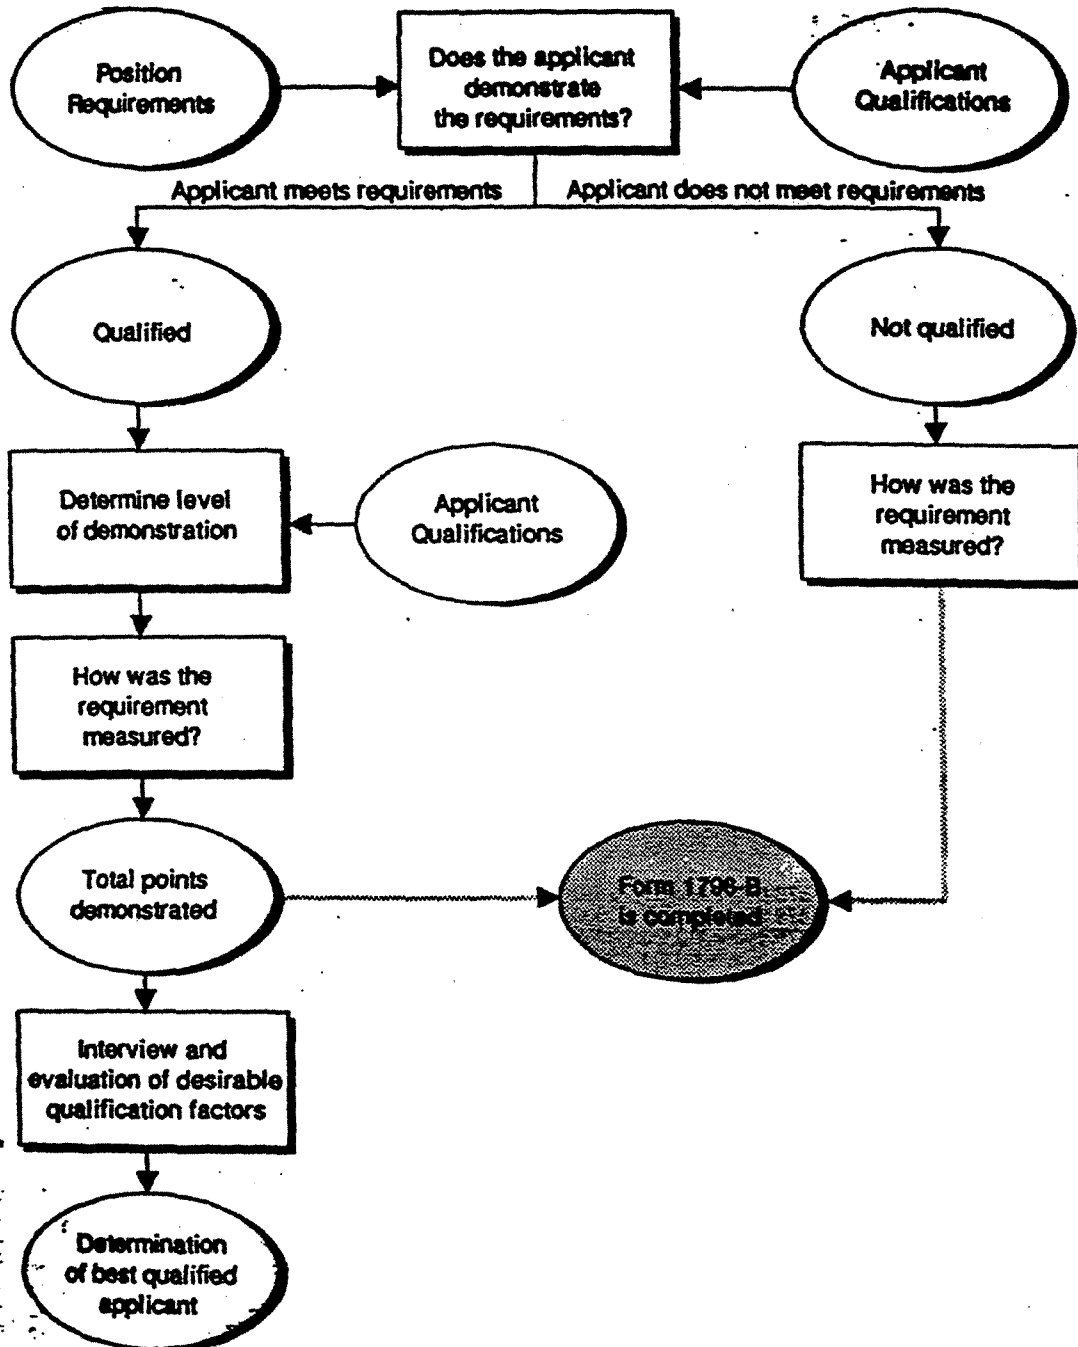 Position
Requirements
Does the applicant
demonstrate
the requirements?
Applicant
Qualifications
Applicant meets requirements
Applicant does not meet requirements
Qualified
Not qualified
Determine level
of demonstration
Applicant
Qualifications
How was the
requirement
measured?
How was the
requirement
measured?
Total points
demonstrated
Form 1796-B
is completed
Interview and
evaluation of desirable
qualification factors
Determination
of best qualified
applicant